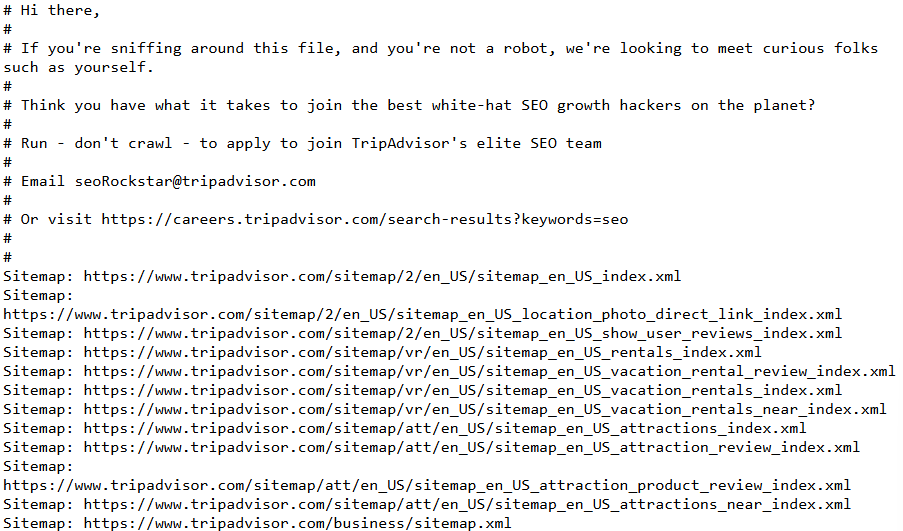 # Hi there,
#
# If you're sniffing around this file, and you're not a robot, we're looking to meet curious folks
such as yourself.
#
# Think you have what it takes to join the best white-hat SEO growth hackers on the planet?
#
# Run - don't crawl - to apply to join TripAdvisor's elite SEO team
#
# Email seoRockstar@tripadvisor.com
#
# Or visit https://careers.tripadvisor.com/search-results?keywords=seo
#
#
Sitemap: https://www.tripadvisor.com/sitemap/2/en_US/sitemap_en_US_index.xml
Sitemap:
https://www.tripadvisor.com/sitemap/2/en_US/sitemap_en_US_location_photo_direct_link_index.xml
Sitemap: https://www.tripadvisor.com/sitemap/2/en_US/sitemap_en_US_show_user_reviews_index.xml
Sitemap: https://www.tripadvisor.com/sitemap/vr/en_US/sitemap_en_US_rentals_index.xml
Sitemap: https://www.tripadvisor.com/sitemap/vr/en_US/sitemap_en_US_vacation_rental_review_index.xml
Sitemap: https://www.tripadvisor.com/sitemap/vr/en_US/sitemap_en_US_vacation_rentals_index.xml
Sitemap: https://www.tripadvisor.com/sitemap/vr/en_US/sitemap_en_US_vacation_rentals_near_index.xml
Sitemap: https://www.tripadvisor.com/sitemap/att/en_US/sitemap_en_US_attractions_index.xml
Sitemap: https://www.tripadvisor.com/sitemap/att/en_US/sitemap_en_US_attraction_review_index.xml
Sitemap:
https://www.tripadvisor.com/sitemap/att/en_US/sitemap_en_US_attraction_product_review_index.xml
Sitemap: https://www.tripadvisor.com/sitemap/att/en_US/sitemap_en_US_attractions_near_index.xml
Sitemap: https://www.tripadvisor.com/business/sitemap.xml